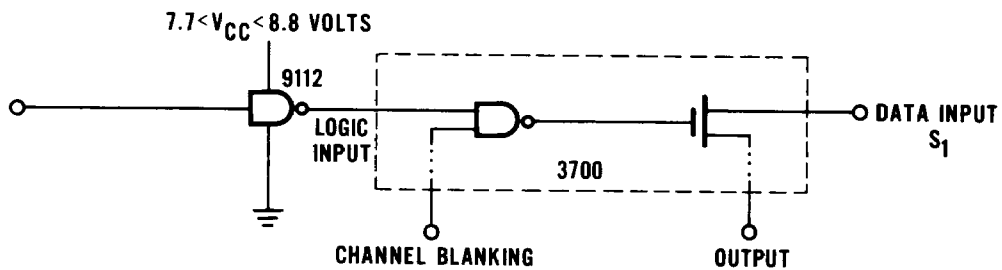 7.7<VCC<8.8 VOLTS
9112
LOGIC
INPUT
3700
DATA INPUT
S1
CHANNEL BLANKING
OUTPUT